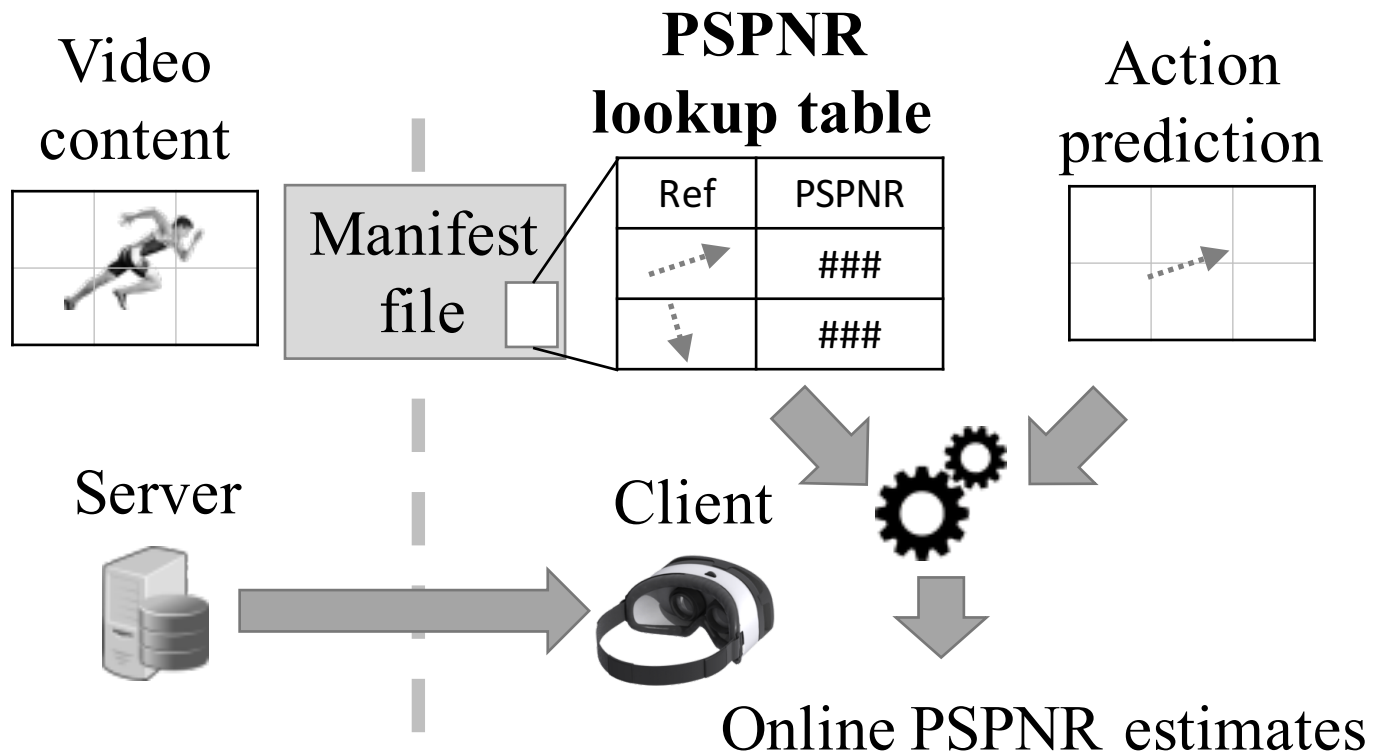 Video
content
PSPNR
lookup table
Action
prediction
Manifest
file
Ref PSPNR
###
###
Server
Client
Online PSPNR estimates